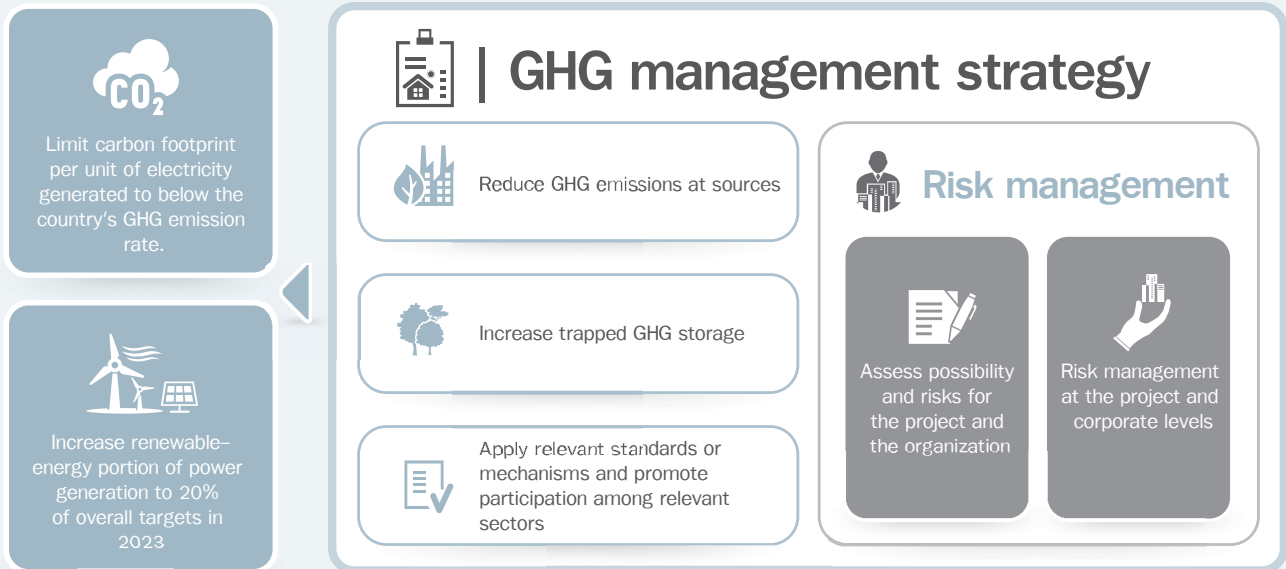 CO2
Limit carbon footprint
per unit of electricity
generated to below the
country's GHG emission
rate.
Increase renewable–
energy portion of power
generation to 20%
of overall targets in
2023
GHG management strategy
Reduce GHG emissions at sources
Increase trapped GHG storage
Apply relevant standards or
mechanisms and promote
participation among relevant
sectors
Risk management
Assess possibility
and risks for
the project and
the organization
Risk management
at the project and
corporate levels